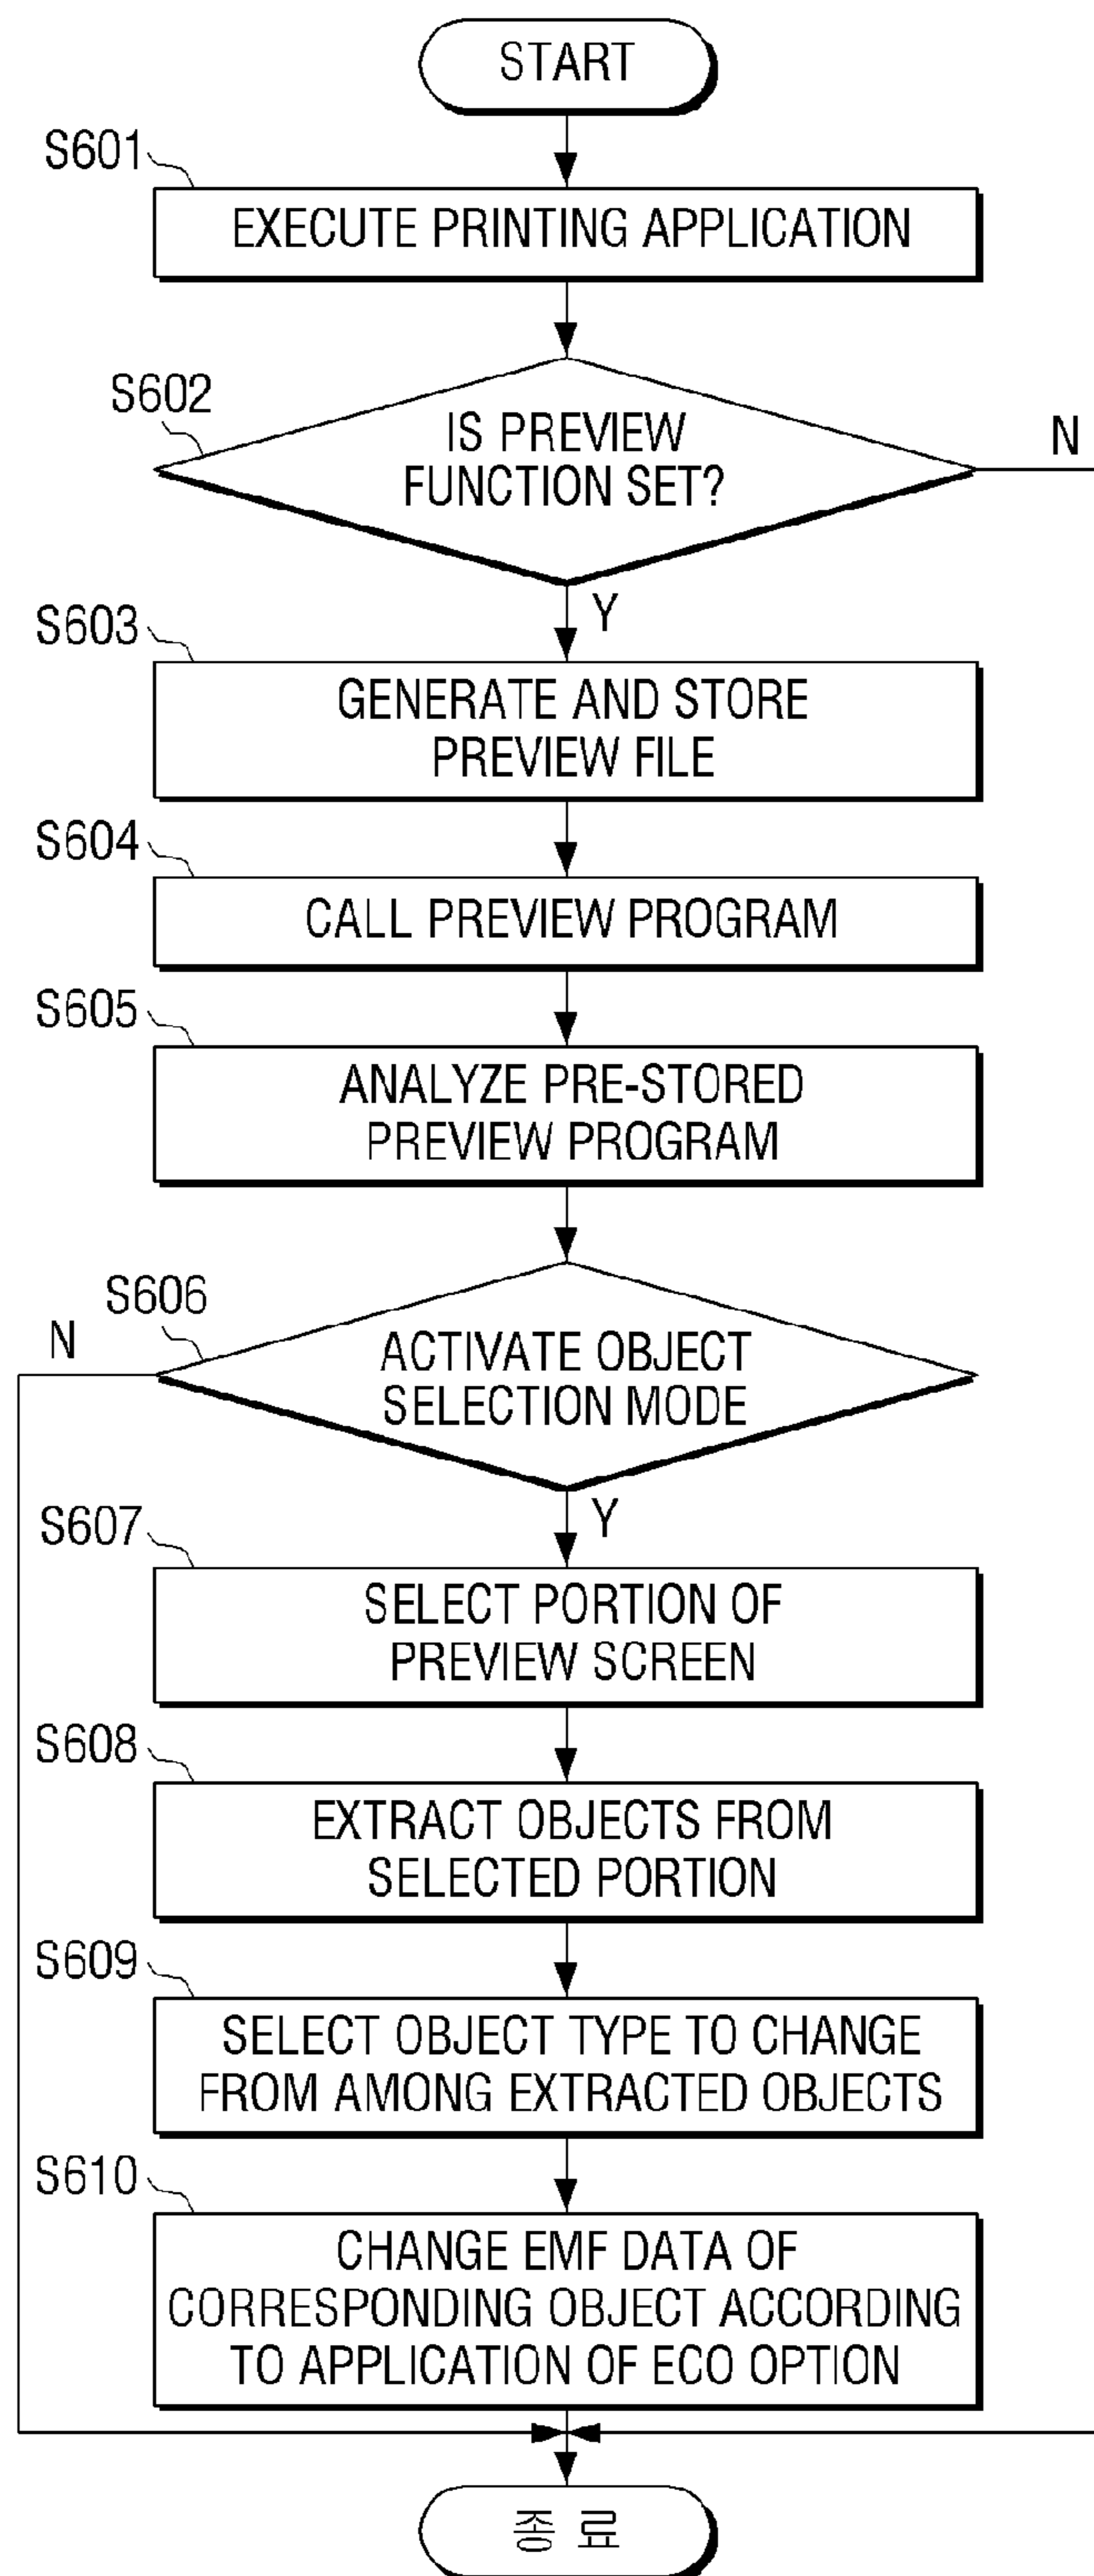 START
S601
EXECUTE PRINTING APPLICATION
S602
IS PREVIEW
FUNCTION SET?
N
Y
S603
GENERATE AND STORE
PREVIEW FILE
S604
CALL PREVIEW PROGRAM
S605
ANALYZE PRE-STORED
PREVIEW PROGRAM
S606
N
ACTIVATE OBJECT
SELECTION MODE
Y
S607
SELECT PORTION OF
PREVIEW SCREEN
S608
EXTRACT OBJECTS FROM
SELECTED PORTION
S609
SELECT OBJECT TYPE TO CHANGE
FROM AMONG EXTRACTED OBJECTS
S610
CHANGE EMF DATA OF
CORRESPONDING OBJECT ACCORDING
TO APPLICATION OF ECO OPTION
종 료